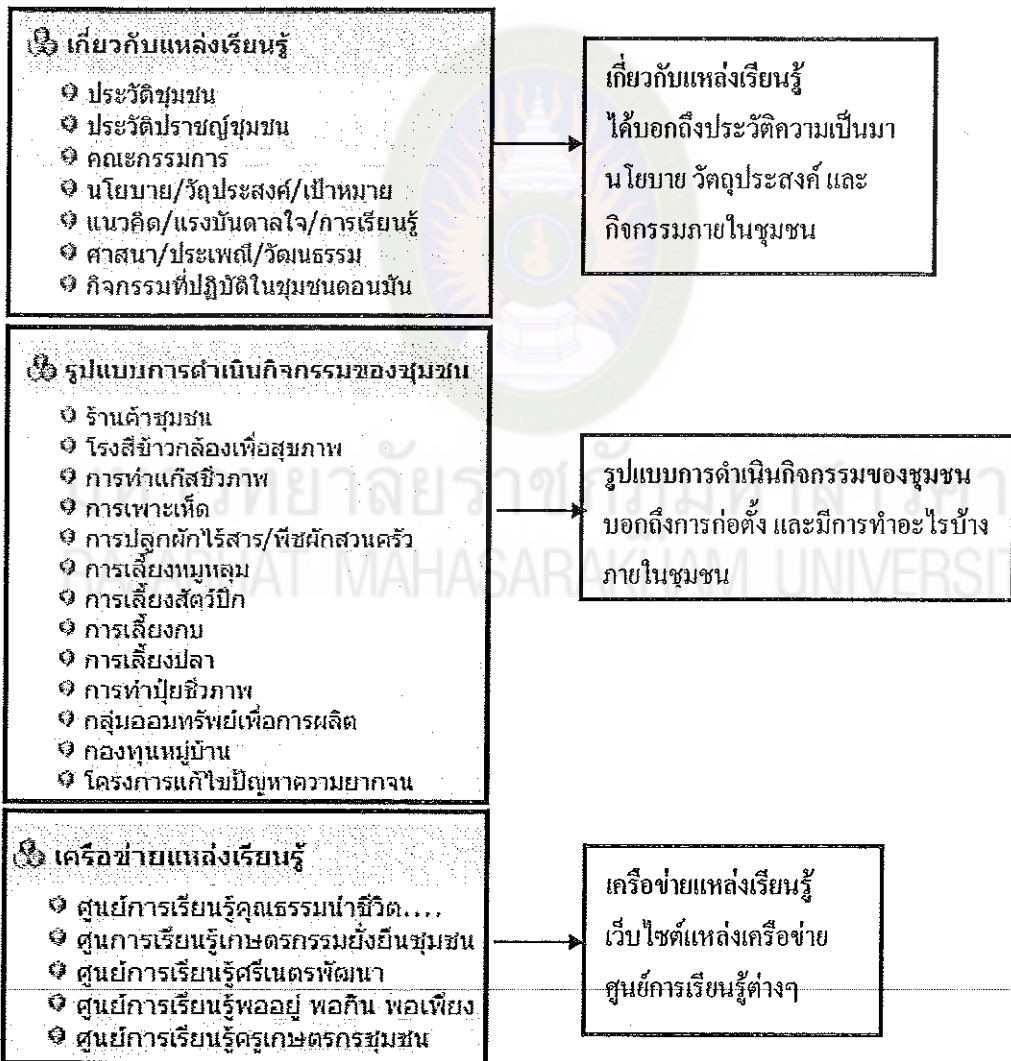 เกี่ยวกับแหล่งเรียนรู้
ประวัติชุมชน
ประวัติปราชญ์ชุมชน
คณะกรรมการ
นโยบาย/วัถุประสงค์/เป้าหมาย
แนวคิด/แรงบันดาลใจ/การเรียนรู้
ศาสนา/ประเพณี/วัฒนธรรม
กิจกรรมที่ปฏิบัติในชุมชนดอนมัน
เกี่ยวกับแหล่งเรียนรู้
ได้บอกถึงประวัติความเป็นมา
นโยบาย วัตถุประสงค์ และ
กิจกรรมภายในชุมชน
รูปแบบการดำเนินกิจกรรมของชุมชน
ร้านค้าชุมชน
โรงสีข้าวกล้องเพื่อสุขภาพ
การทำแก๊สชีวภาพ
การเพาะเห็ด
การปลูกผักไร้สาร/พืชผักสวนครัว
การเลี้ยงหมูหลุม
การเลี้ยงสัตว์ปีก
การเลี้ยงกบ
การเลี้ยงปลา
การทำปุ๋ยชีวภาพ
กลุ่มออมทรัพย์เพื่อการผลิต
กองทุนหมู่บ้าน
โครงการแก้ไขปัญหาความยากจน
รูปแบบการดำเนินกิจกรรมของชุมชน
บอกถึงการก่อตั้ง และมีการทำอะไรบ้าง
ภายในชุมชน
เครือข่ายแหล่งเรียนรู้
ศูนย์การเรียนรู้คุณธรรมนำชีวิต....
ศูนการเรียนรู้เกษตรกรรมยั่งยืนชุมชน
ศูนย์การเรียนรู้ศรีเนตรพัฒนา
ศูนย์การเรียนรู้พออยู่ พอกิน พอเพียง
ศูนย์การเรียนรู้ครูเกษตรกรชุมชน
เครือข่ายแหล่งเรียนรู้
เว็บไซต์แหล่งเครือข่าย
ศูนย์การเรียนรู้ต่างๆ
MAHASARAKHAM UNIVERSIT